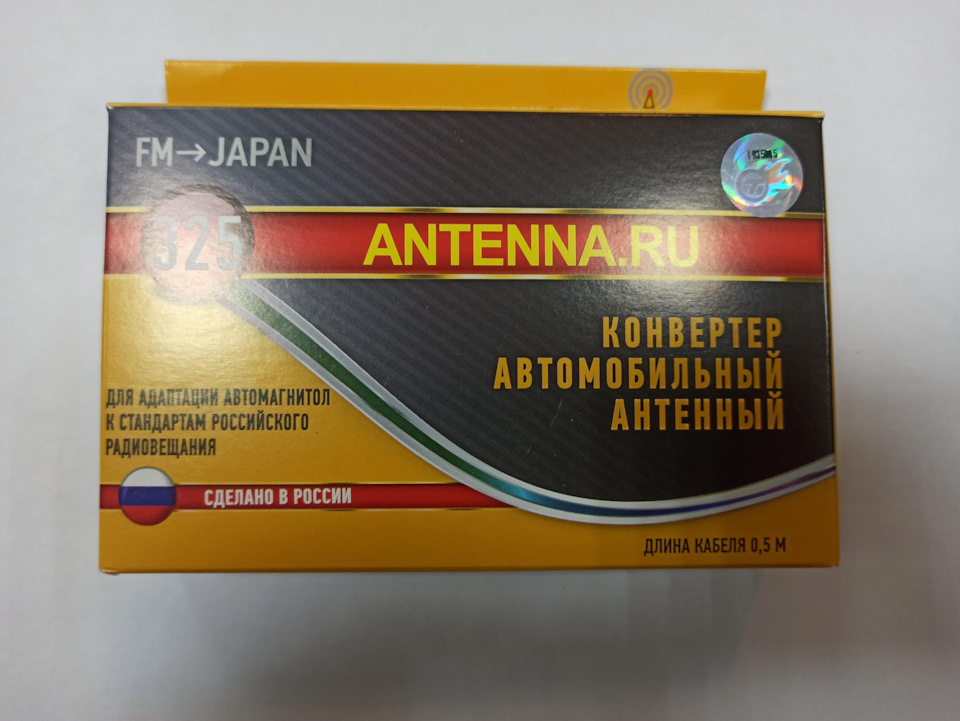 FM→JAPAN
325
ANTENNA.RU
КОНВЕРТЕР
АВТОМОБИЛЬНЫЙ
АНТЕННЫЙ
ДЛЯ АДАПТАЦИИ АВТОМАГНИТОЛ
К СТАНДАРТАМ РОССИЙСКОГО
РАДИОВЕЩАНИЯ
СДЕЛАНО В РОССИИ
ДЛИНА КАБЕЛЯ 0,5 М